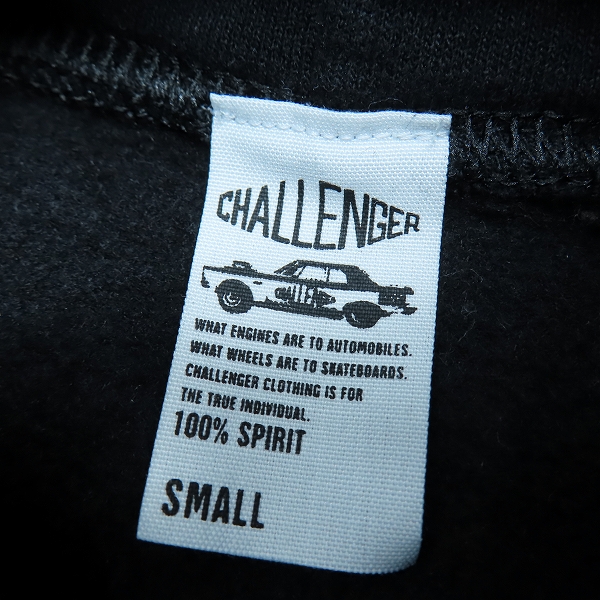 CHALLENGER
WHAT ENGINES ARE TO AUTOMOBILES.
WHAT WHEELS ARE TO SKATEBOARDS.
CHALLENGER CLOTHING IS FOR
THE TRUE INDIVIDUAL.
100% SPIRIT
SMALL